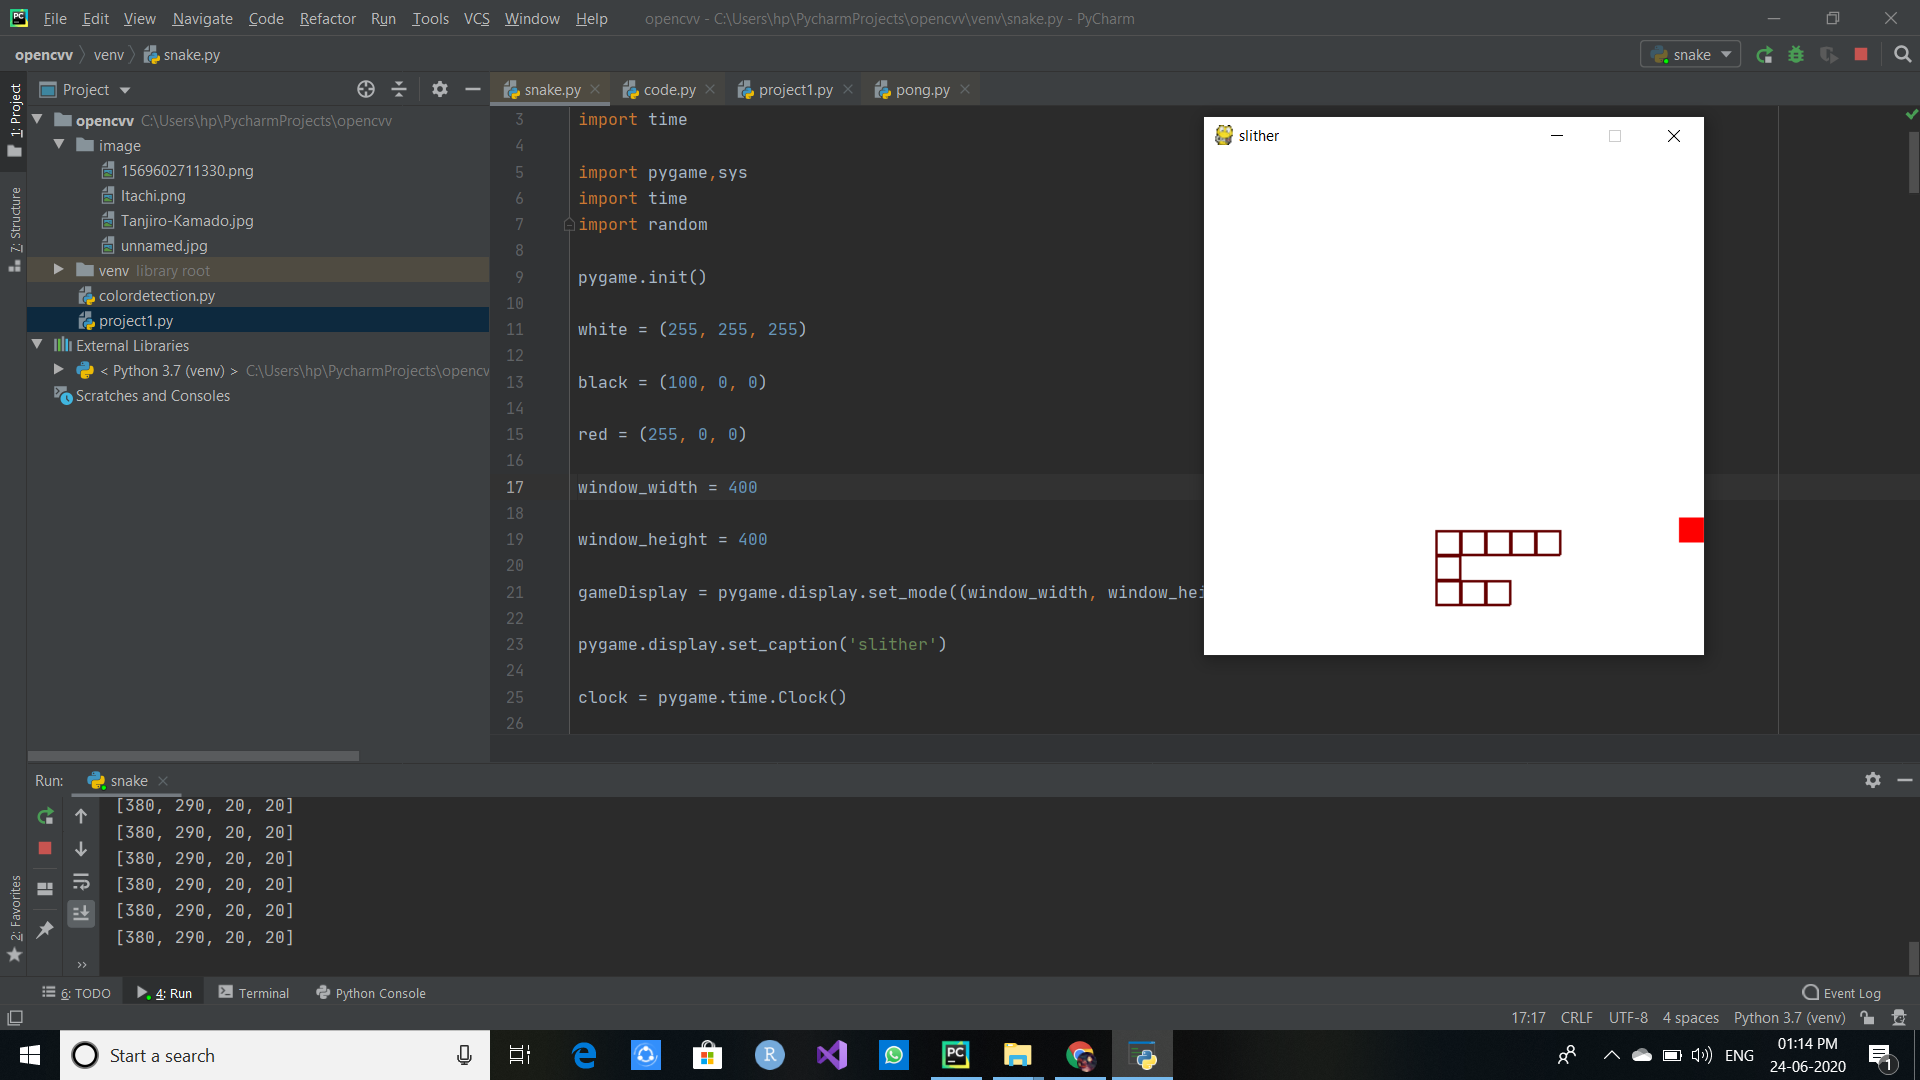 PC File Edit View Navigate Code Refactor Run Tools VCS Window Help opencvv - C:\Users\hp\PycharmProjects\opencvv\venv\snake.py - PyCharm
opencvv venv snake.py snake
1: Project
7: Structure
2: Favorites
Project
opencvv C:\Users\hp\PycharmProjects\opencvv
image
1569602711330.png
Itachi.png
Tanjiro-Kamado.jpg
unnamed.jpg
venv library root
colordetection.py
project1.py
External Libraries
< Python 3.7 (venv) > C:\Users\hp\PycharmProjects\opencv
Scratches and Consoles
snake.py code.py project1.py pong.py
3 import time
4
5 import pygame,sys
6 import time
7 import random
8
9 pygame.init()
10
11 white = (255, 255, 255)
12
13 black = (100, 0, 0)
14
15 red = (255, 0, 0)
16
17 window_width = 400
18
19 window_height = 400
20
21 gameDisplay = pygame.display.set_mode((window_width, window_hei
22
23 pygame.display.set_caption('slither')
24
25 clock = pygame.time.Clock()
26
slither
Run: snake
[380, 290, 20, 20]
[380, 290, 20, 20]
[380, 290, 20, 20]
[380, 290, 20, 20]
[380, 290, 20, 20]
[380, 290, 20, 20]
6: TODO 4: Run Terminal Python Console Event Log
17:17 CRLF UTF-8 4 spaces Python 3.7 (venv)
Start a search R PC ENG 01:14 PM
24-06-2020 1